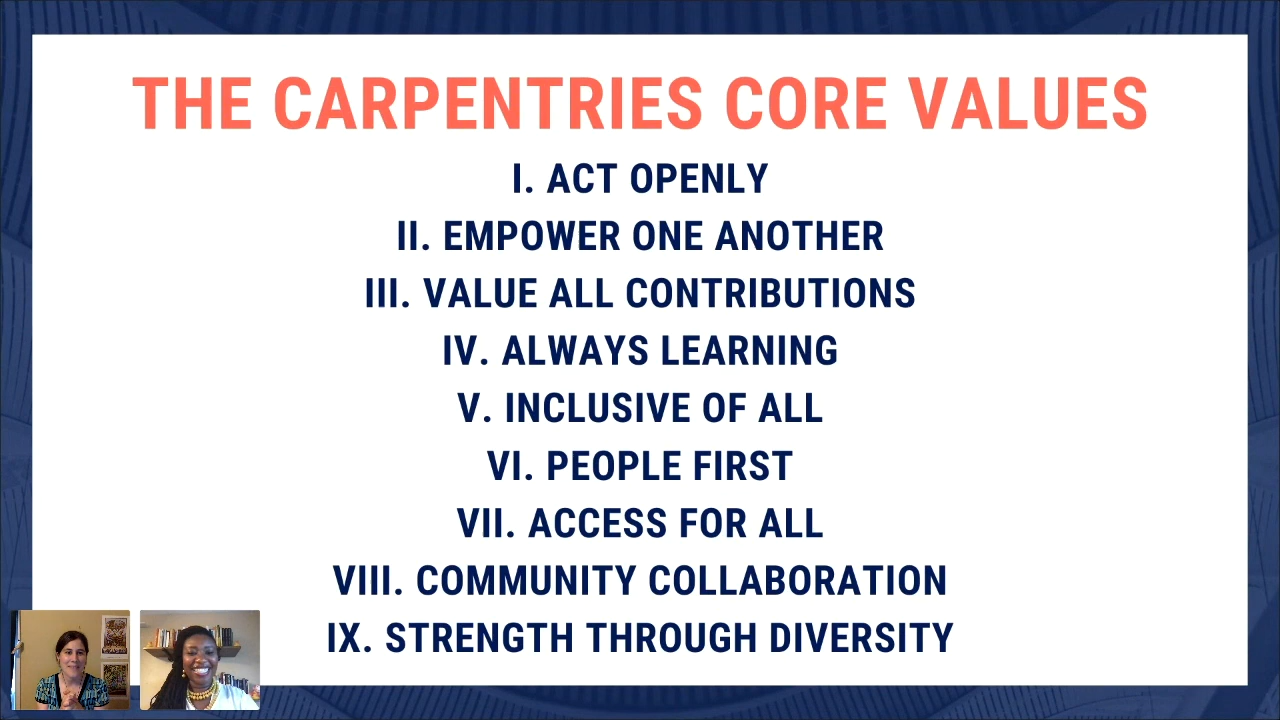 THE CARPENTRIES CORE VALUES
I. ACT OPENLY
II. EMPOWER ONE ANOTHER
III. VALUE ALL CONTRIBUTIONS
IV. ALWAYS LEARNING
V. INCLUSIVE OF ALL
VI. PEOPLE FIRST
VII. ACCESS FOR ALL
VIII. COMMUNITY COLLABORATION
IX. STRENGTH THROUGH DIVERSITY